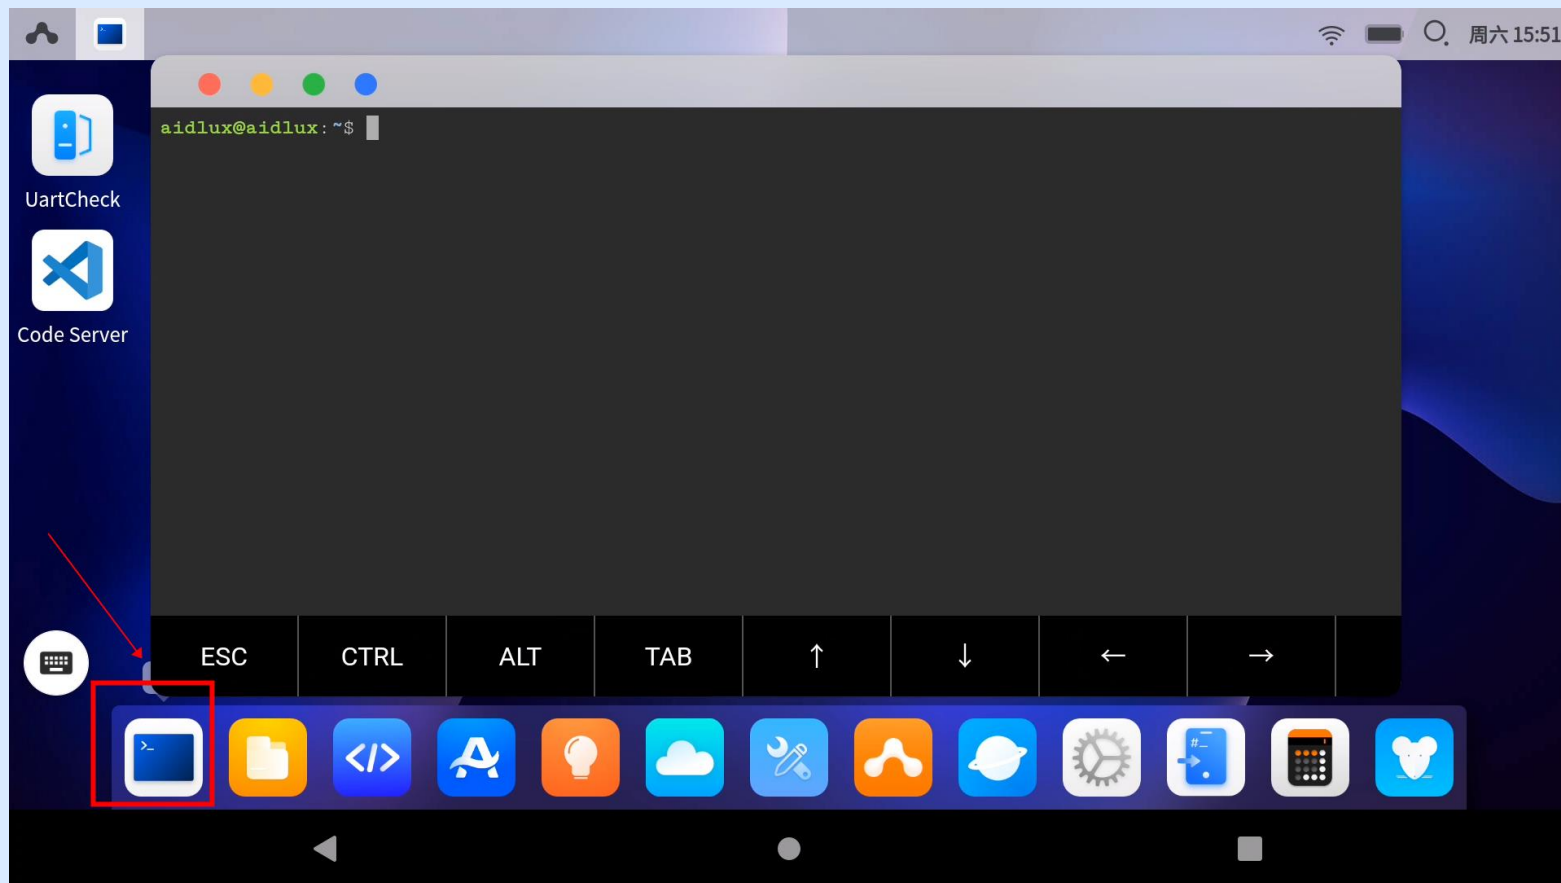 周六 15:51
aidlux@aidlux:~$
UartCheck
Code Server
ESC CTRL ALT TAB ↑ ↓ ← →
>_
</>
#_